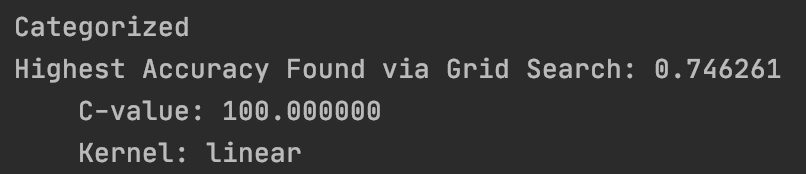 Categorized
Highest Accuracy Found via Grid Search: 0.746261
C-value: 100.000000
Kernel: linear